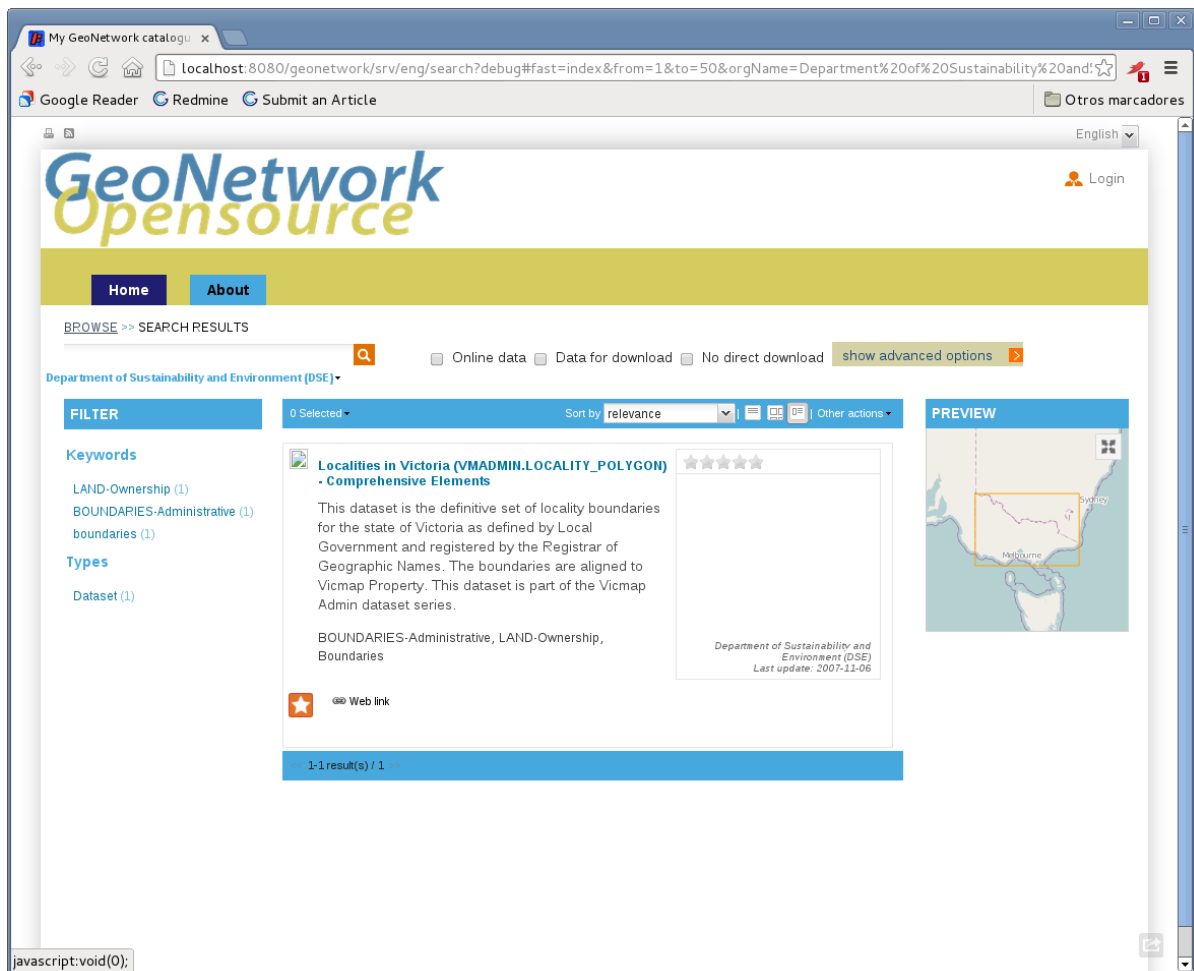 My GeoNetwork catalogu
localhost:8080/geonetwork/srv/eng/search?debug#fast=index&from=1&to=50&orgName=Department%20of%20Sustainability%20and%
1
Google Reader
Redmine
Submit an Article
Otros marcadores
English
GeoNetwork
Opensource
Login
Home
About
BROWSE >> SEARCH RESULTS
Online data
Data for download
No direct download
show advanced options
Department of Sustainability and Environment (DSE)
FILTER
Keywords
LAND-Ownership (1)
BOUNDARIES-Administrative (1)
boundaries (1)
Types
Dataset (1)
0 Selected
Sort by relevance
| Other actions
Localities in Victoria (VMADMIN.LOCALITY_POLYGON)
- Comprehensive Elements
This dataset is the definitive set of locality boundaries
for the state of Victoria as defined by Local
Government and registered by the Registrar of
Geographic Names. The boundaries are aligned to
Vicmap Property. This dataset is part of the Vicmap
Admin dataset series.
BOUNDARIES-Administrative, LAND-Ownership,
Boundaries
Department of Sustainability and
Environment (DSE)
Last update: 2007-11-06
Web link
<< 1-1 result(s) / 1 >>
PREVIEW
Sydney
Melbourne
javascript:void(0);